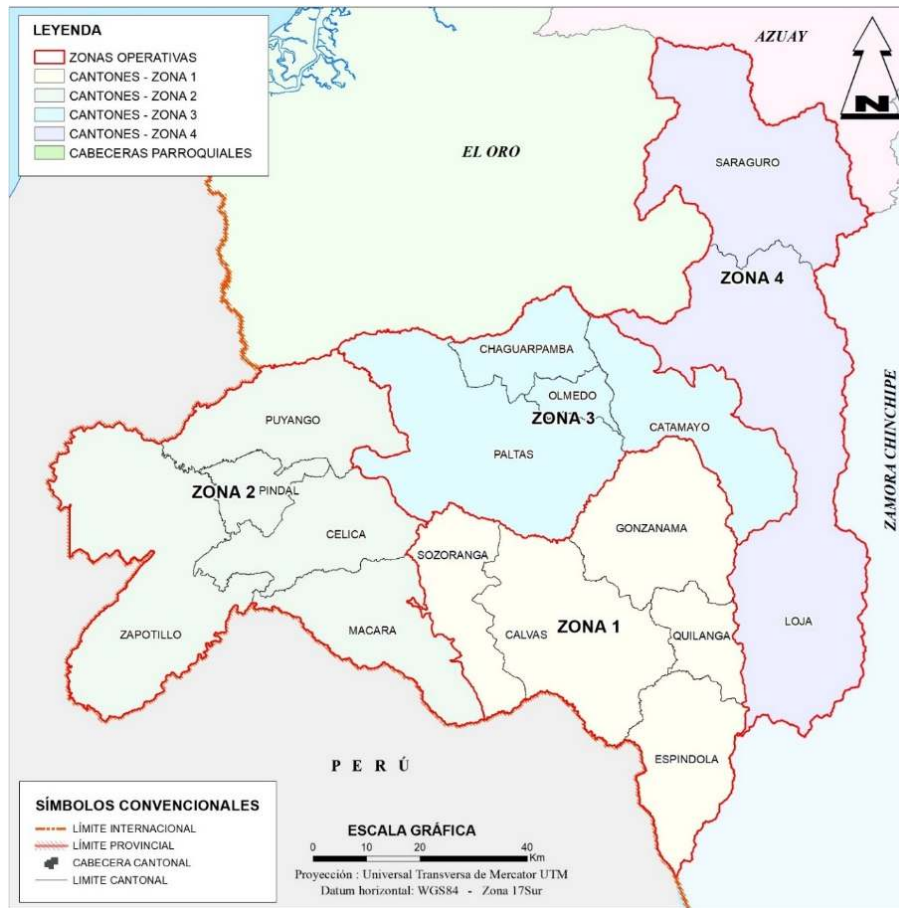 LEYENDA
ZONAS OPERATIVAS
CANTONES - ZONA 1
CANTONES - ZONA 2
CANTONES - ZONA 3
CANTONES - ZONA 4
CABECERAS PARROQUIALES
AZUAY
N
EL ORO
SARAGURO
ZONA 4
CHAGUARPAMBA
OLMEDO
ZONA 3
CATAMAYO
PALTAS
PUYANGO
ZONA 2
PINDAL
CELICA
ZAPOTILLO
MACARA
SOZORANGA
GONZANAMA
CALVAS
ZONA 1
QUILANGA
ESPINDOLA
LOJA
ZAMORA CHINCHIPE
PERÚ
SÍMBOLOS CONVENCIONALES
LÍMITE INTERNACIONAL
LÍMITE PROVINCIAL
CABECERA CANTONAL
LIMITE CANTONAL
ESCALA GRÁFICA
0 10 20 40
Km
Proyección : Universal Transversa de Mercator UTM
Datum horizontal: WGS84 - Zona 17Sur